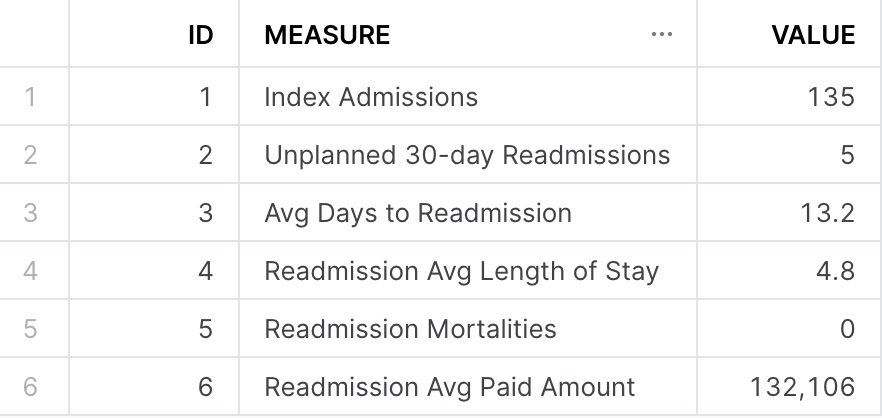 ID MEASURE ... VALUE
1 1 Index Admissions 135
2 2 Unplanned 30-day Readmissions 5
3 3 Avg Days to Readmission 13.2
4 4 Readmission Avg Length of Stay 4.8
5 5 Readmission Mortalities 0
6 6 Readmission Avg Paid Amount 132,106